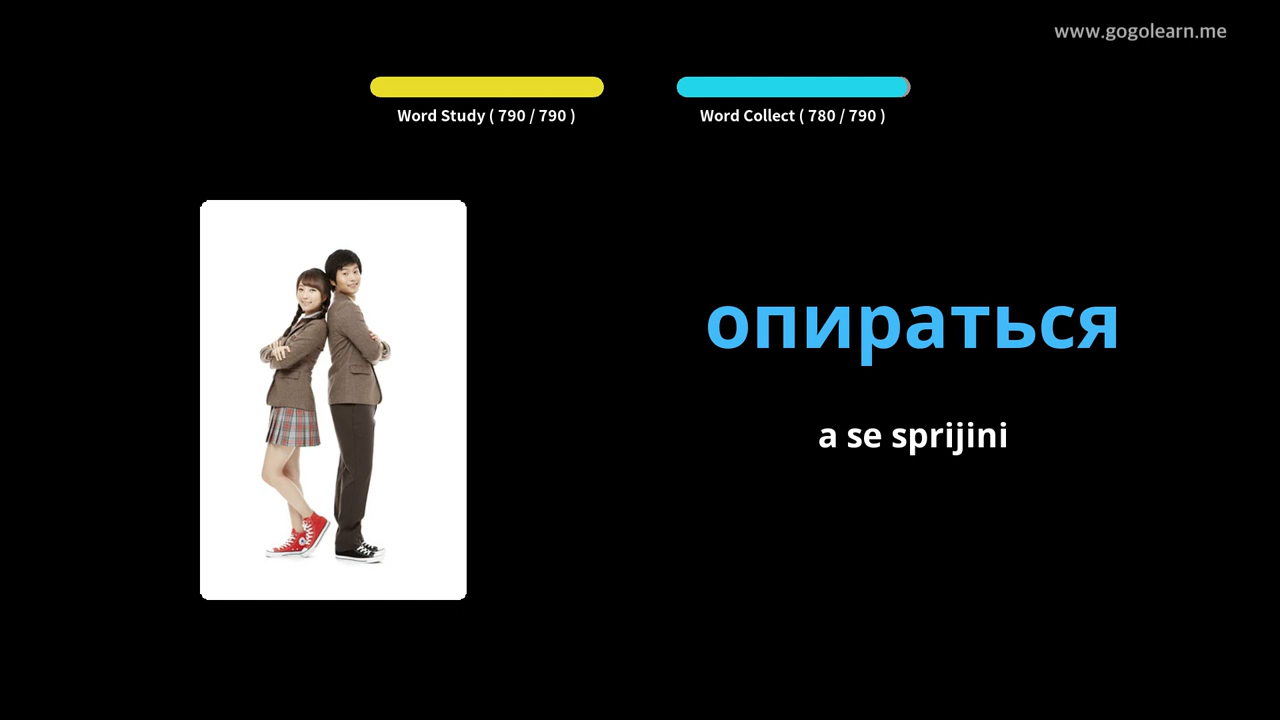 www.gogolearn.me
Word Study ( 790 / 790 )
Word Collect ( 780 / 790 )
опираться
a se sprijini